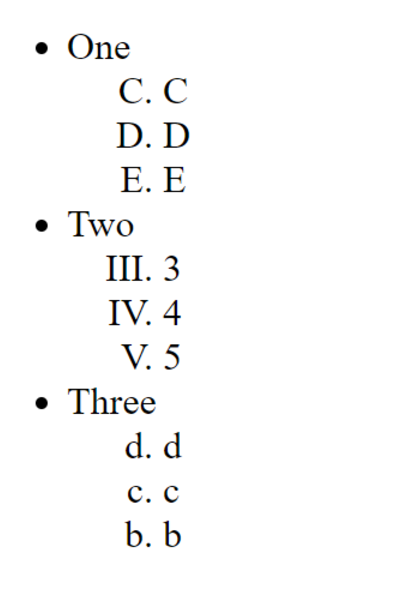 • One
C. C
D. D
E. E
• Two
III. 3
IV. 4
V. 5
• Three
d. d
c. c
b. b